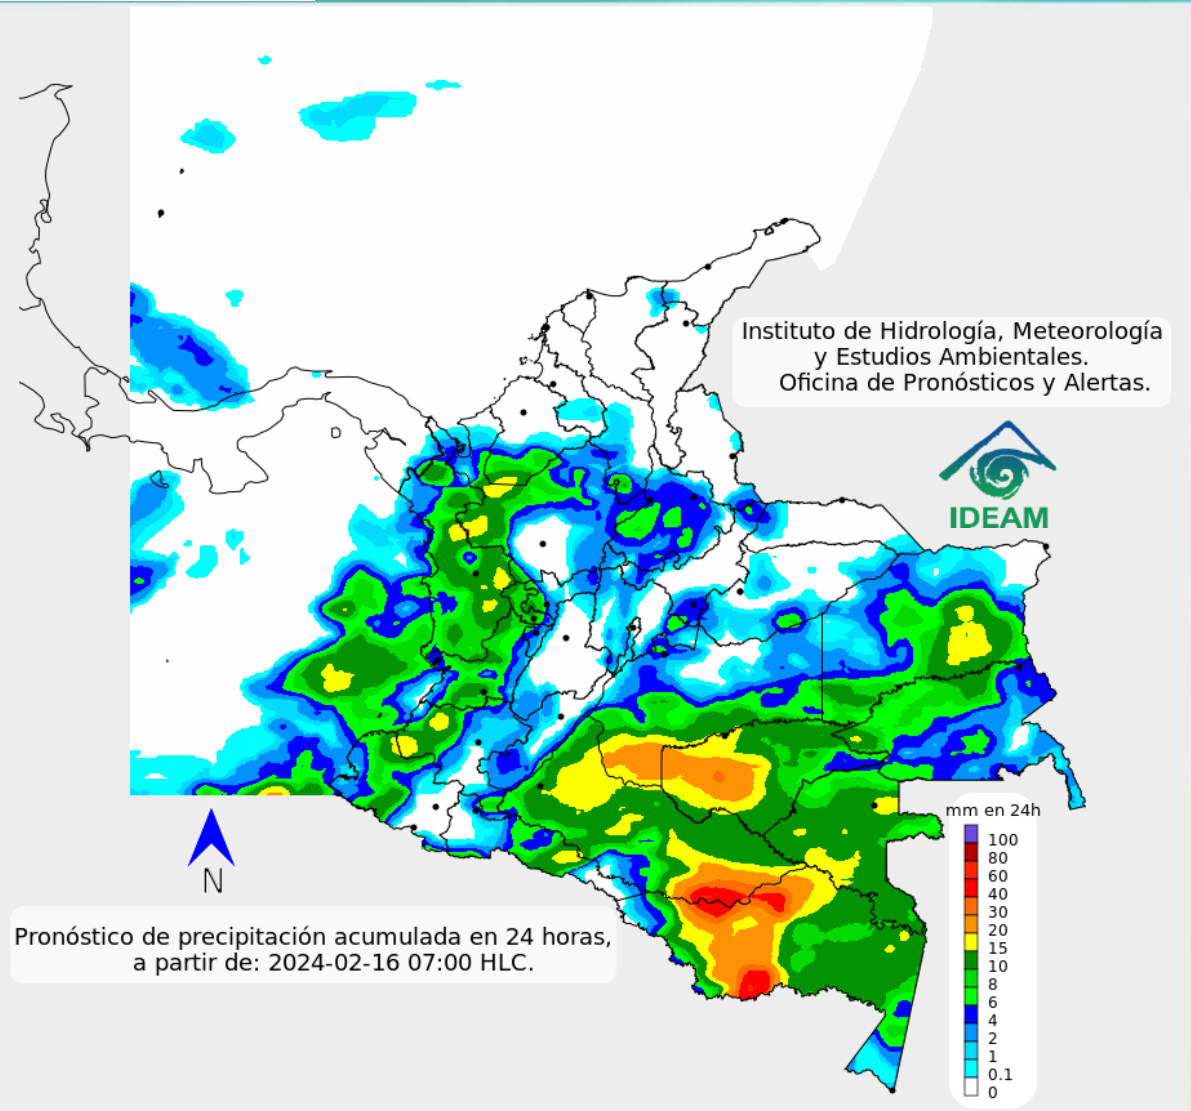 Instituto de Hidrología, Meteorología
y Estudios Ambientales.
Oficina de Pronósticos y Alertas.
IDEAM
mm en 24h
100
80
60
40
30
20
15
10
8
6
4
2
1
0.1
0
N
Pronóstico de precipitación acumulada en 24 horas,
a partir de: 2024-02-16 07:00 HLC.